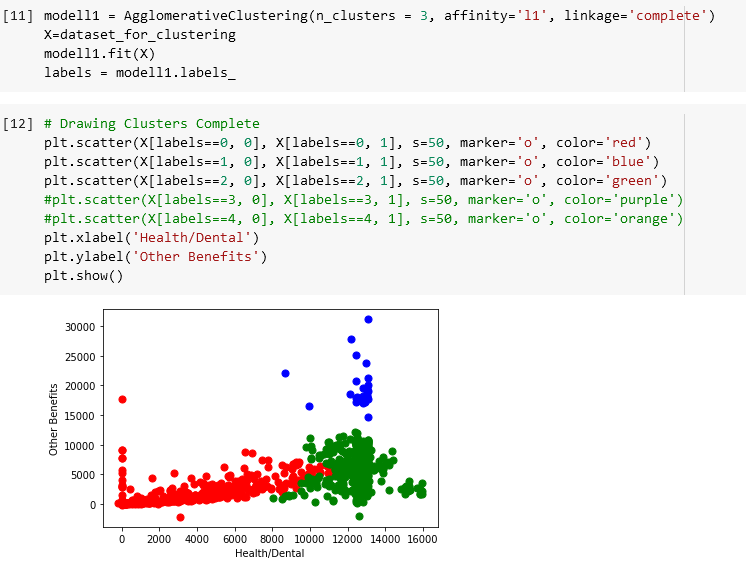 [11] modell1 = AgglomerativeClustering(n_clusters = 3, affinity='l1', linkage='complete')
X=dataset_for_clustering
modell1.fit(X)
labels = modell1.labels_
[12] # Drawing Clusters Complete
plt.scatter(X[labels==0, 0], X[labels==0, 1], s=50, marker='o', color='red')
plt.scatter(X[labels==1, 0], X[labels==1, 1], s=50, marker='o', color='blue')
plt.scatter(X[labels==2, 0], X[labels==2, 1], s=50, marker='o', color='green')
#plt.scatter(X[labels==3, 0], X[labels==3, 1], s=50, marker='o', color='purple')
#plt.scatter(X[labels==4, 0], X[labels==4, 1], s=50, marker='o', color='orange')
plt.xlabel('Health/Dental')
plt.ylabel('Other Benefits')
plt.show()
30000
25000
20000
15000
10000
5000
0
Other Benefits
0 2000 4000 6000 8000 10000 12000 14000 16000
Health/Dental